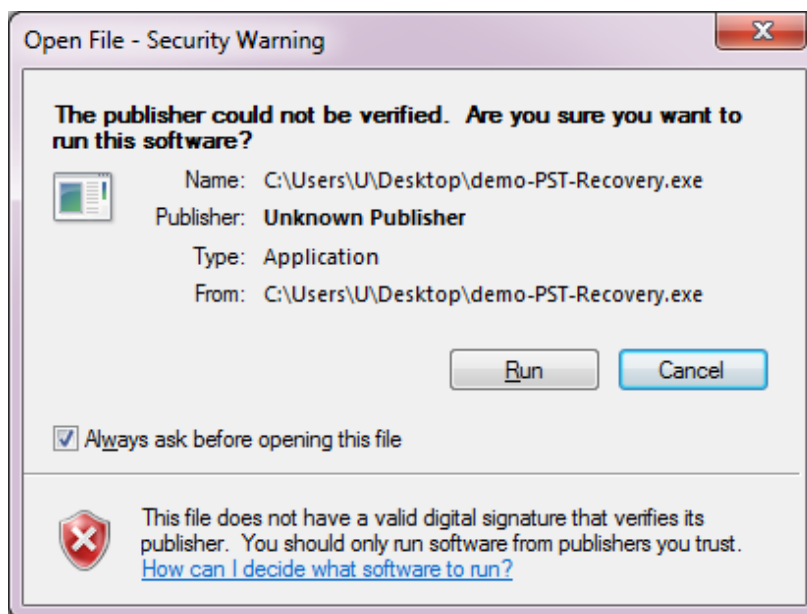 Open File - Security Warning
The publisher could not be verified.  Are you sure you want to
run this software?
Name: C:\Users\U\Desktop\demo-PST-Recovery.exe
Publisher: Unknown Publisher
Type: Application
From: C:\Users\U\Desktop\demo-PST-Recovery.exe
Run Cancel
Always ask before opening this file
This file does not have a valid digital signature that verifies its
publisher.  You should only run software from publishers you trust.
How can I decide what software to run?